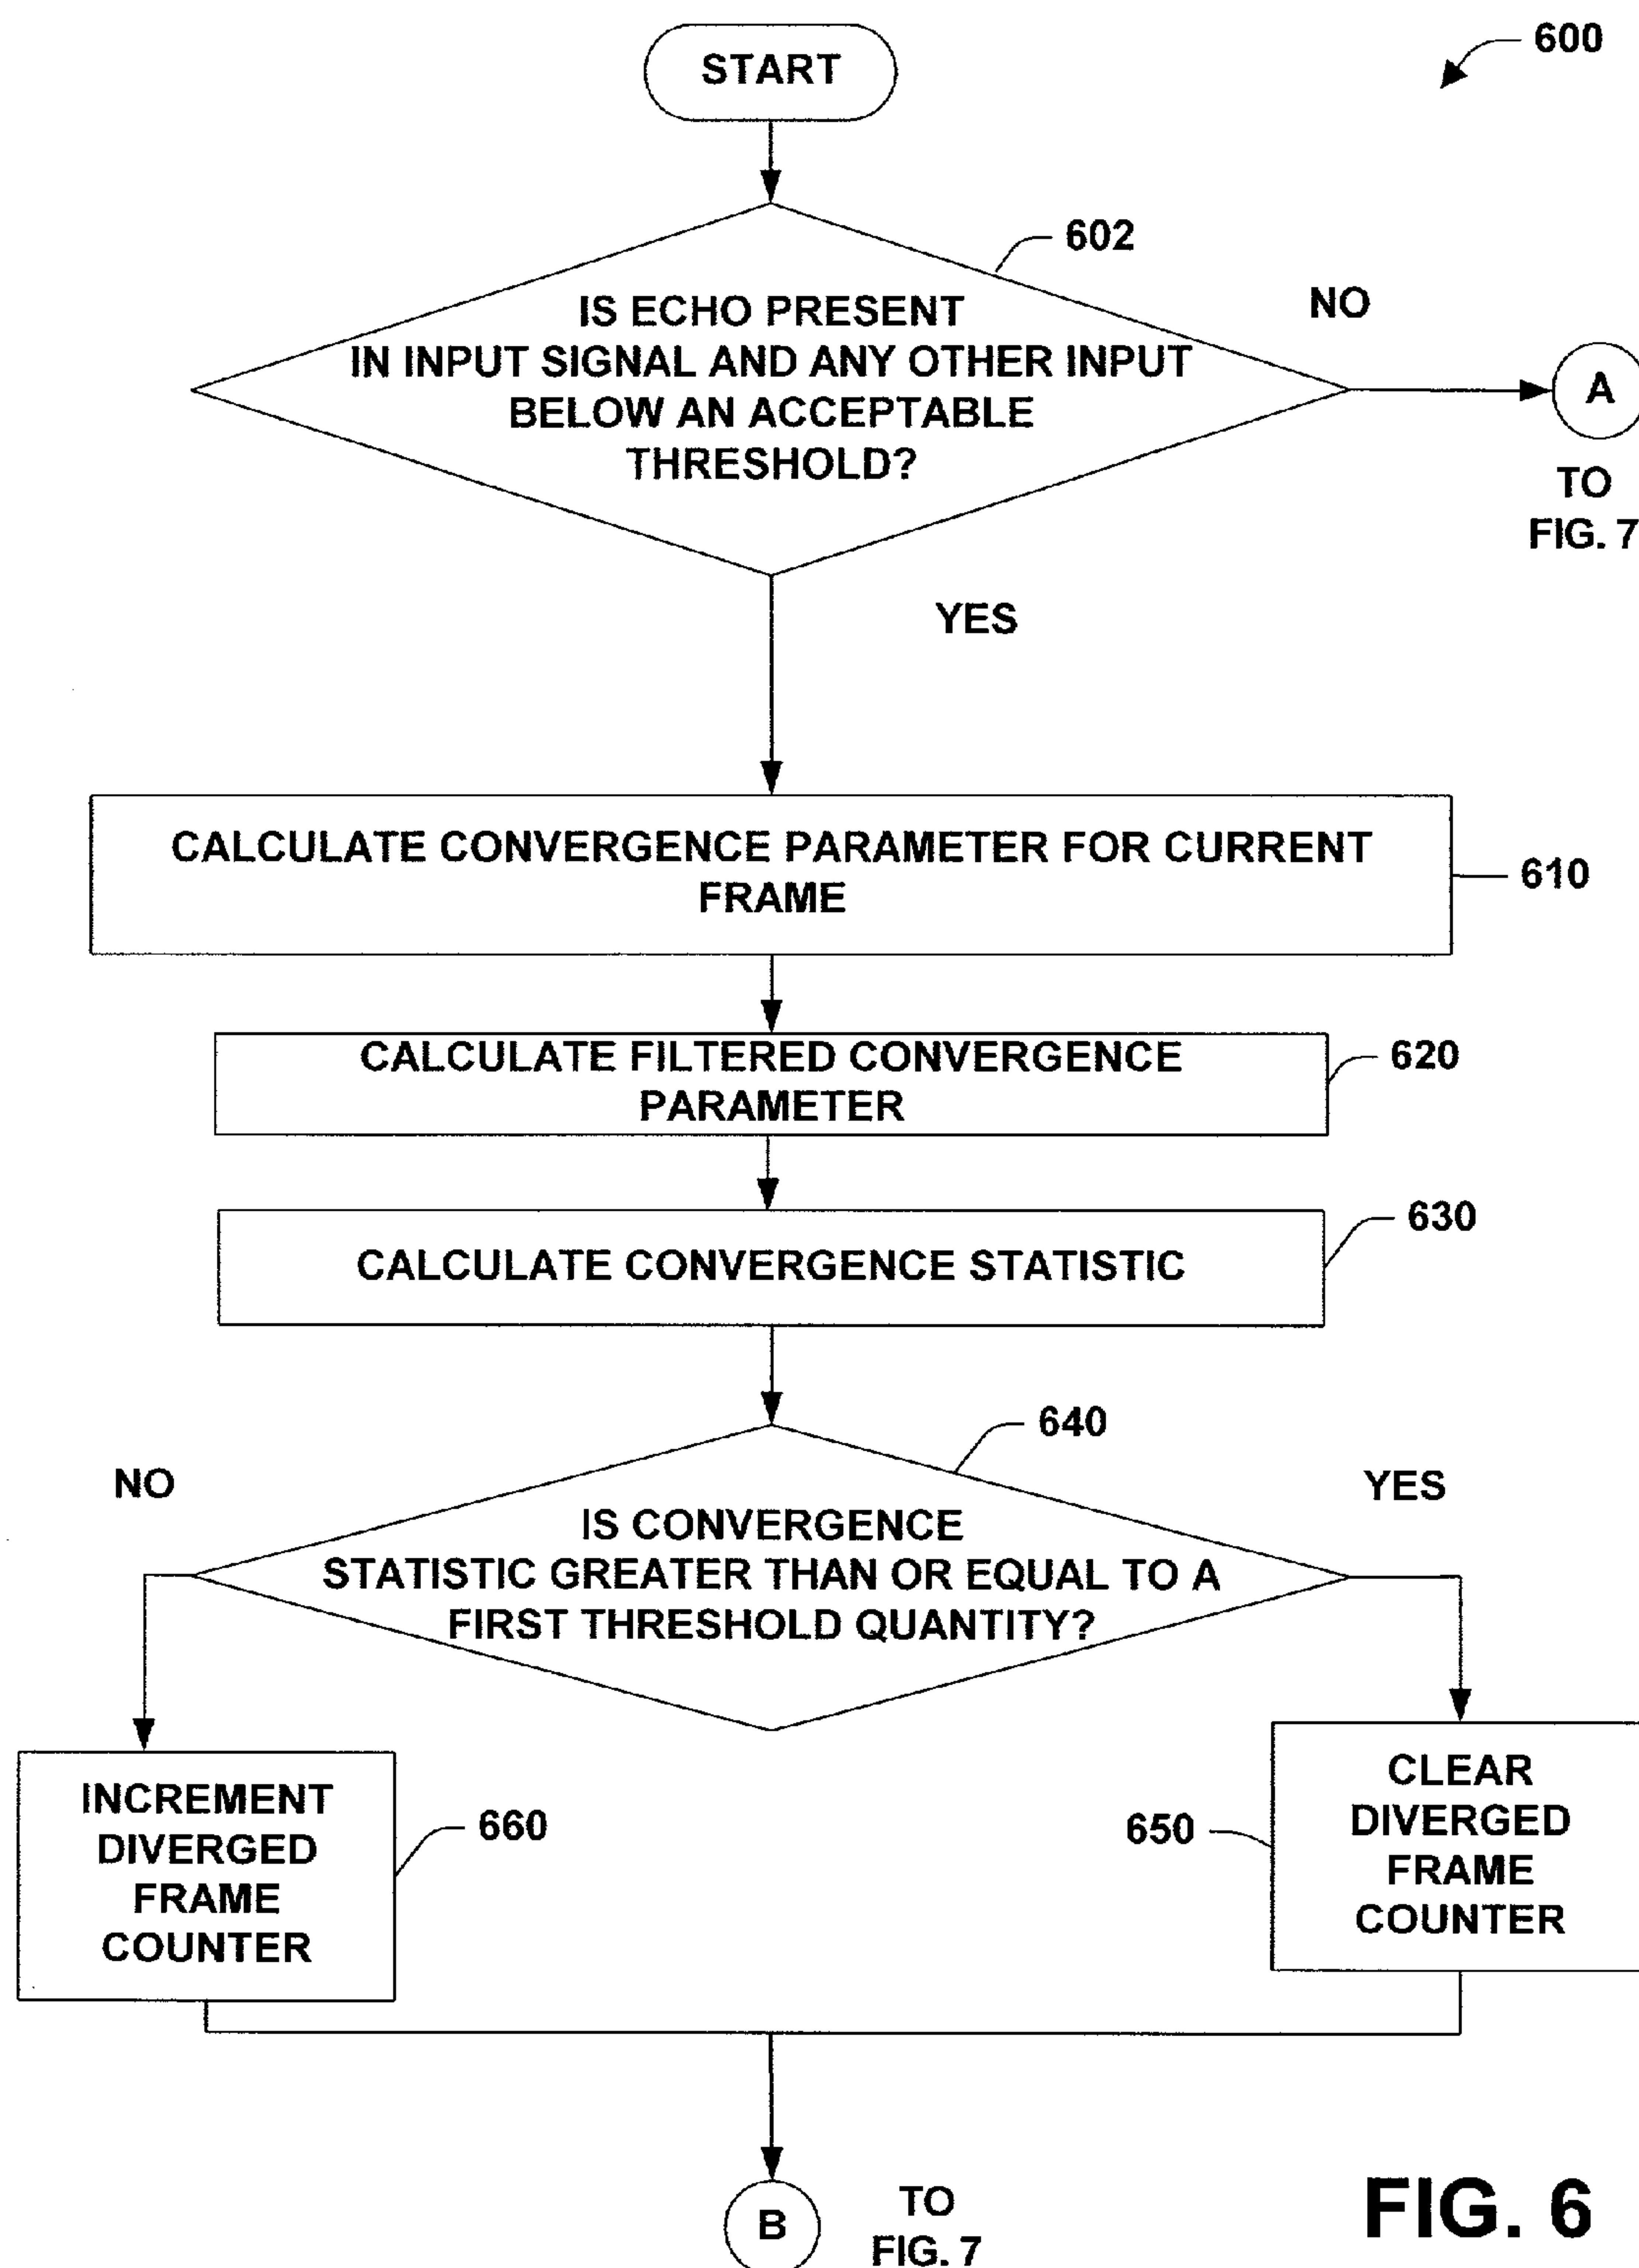 START
600
602
IS ECHO PRESENT
IN INPUT SIGNAL AND ANY OTHER INPUT
BELOW AN ACCEPTABLE
THRESHOLD?
NO
A
TO
FIG. 7
YES
CALCULATE CONVERGENCE PARAMETER FOR CURRENT
FRAME
610
CALCULATE FILTERED CONVERGENCE
PARAMETER
620
CALCULATE CONVERGENCE STATISTIC
630
640
NO
YES
IS CONVERGENCE
STATISTIC GREATER THAN OR EQUAL TO A
FIRST THRESHOLD QUANTITY?
INCREMENT
DIVERGED
FRAME
COUNTER
660
650
CLEAR
DIVERGED
FRAME
COUNTER
B
TO
FIG. 7
FIG. 6